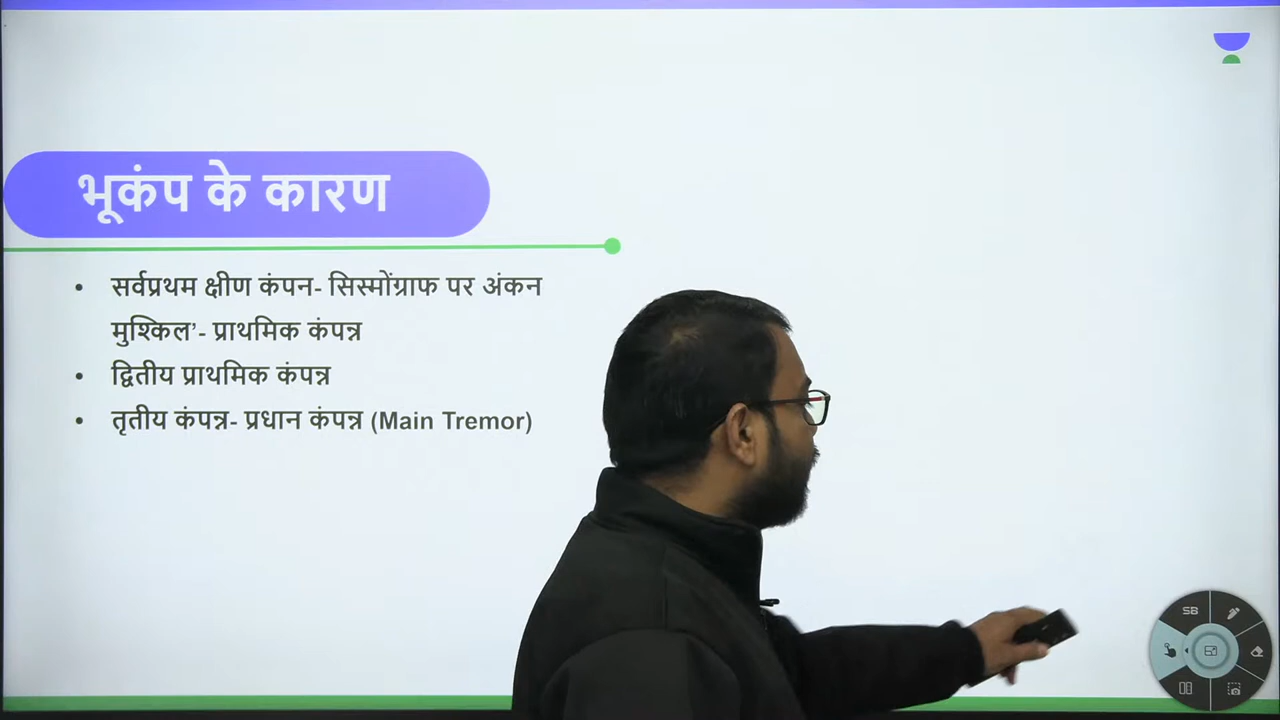 भूकंप के कारण
• सर्वप्रथम क्षीण कंपन- सिस्मोंग्राफ पर अंकन
मुश्किल’- प्राथमिक कंपन्न
• द्वितीय प्राथमिक कंपन्न
• तृतीय कंपन्न- प्रधान कंपन्न (Main Tremor)
SB